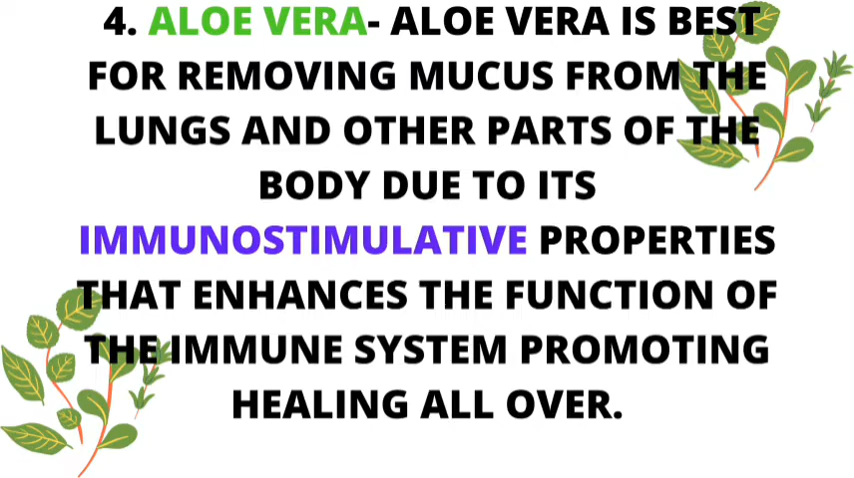 4. ALOE VERA- ALOE VERA IS BEST
FOR REMOVING MUCUS FROM THE
LUNGS AND OTHER PARTS OF THE
BODY DUE TO ITS
IMMUNOSTIMULATIVE PROPERTIES
THAT ENHANCES THE FUNCTION OF
THE IMMUNE SYSTEM PROMOTING
HEALING ALL OVER.